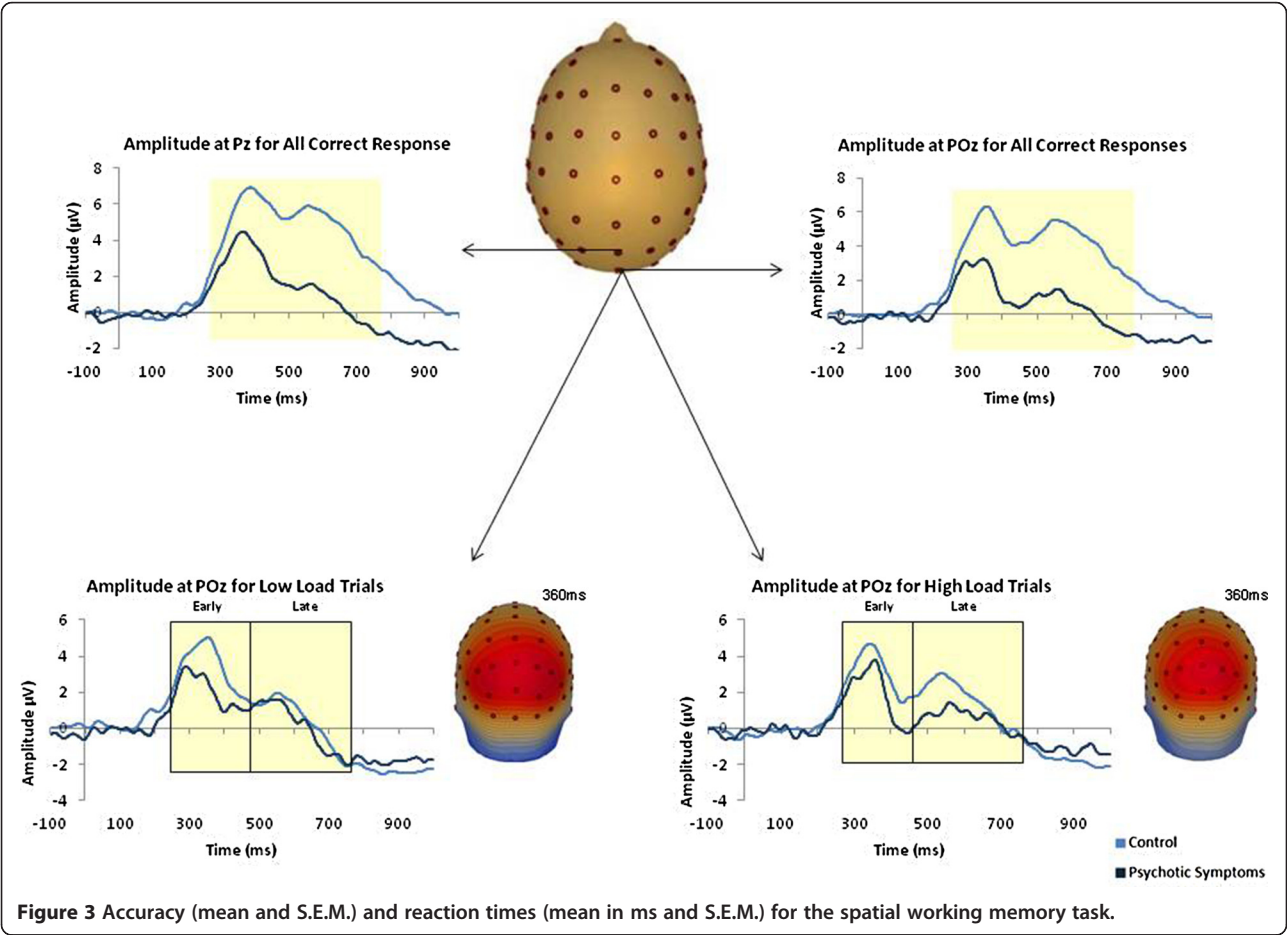 Amplitude at Pz for All Correct Response
8
6
4
2
0
-2
Amplitude (µV)
-100 100 300 500 700 900
Time (ms)
Amplitude at POz for All Correct Responses
8
6
4
2
0
-2
Amplitude (µV)
-100 100 300 500 700 900
Time (ms)
Amplitude at POz for Low Load Trials
Early Late
6
4
2
0
-2
-4
Amplitude µV)
-100 100 300 500 700 900
Time (ms)
360ms
Amplitude at POz for High Load Trials
Early Late
6
4
2
0
-2
-4
Amplitude (µV)
-100 100 300 500 700 900
Time (ms)
360ms
Control
Psychotic Symptoms
Figure 3 Accuracy (mean and S.E.M.) and reaction times (mean in ms and S.E.M.) for the spatial working memory task.